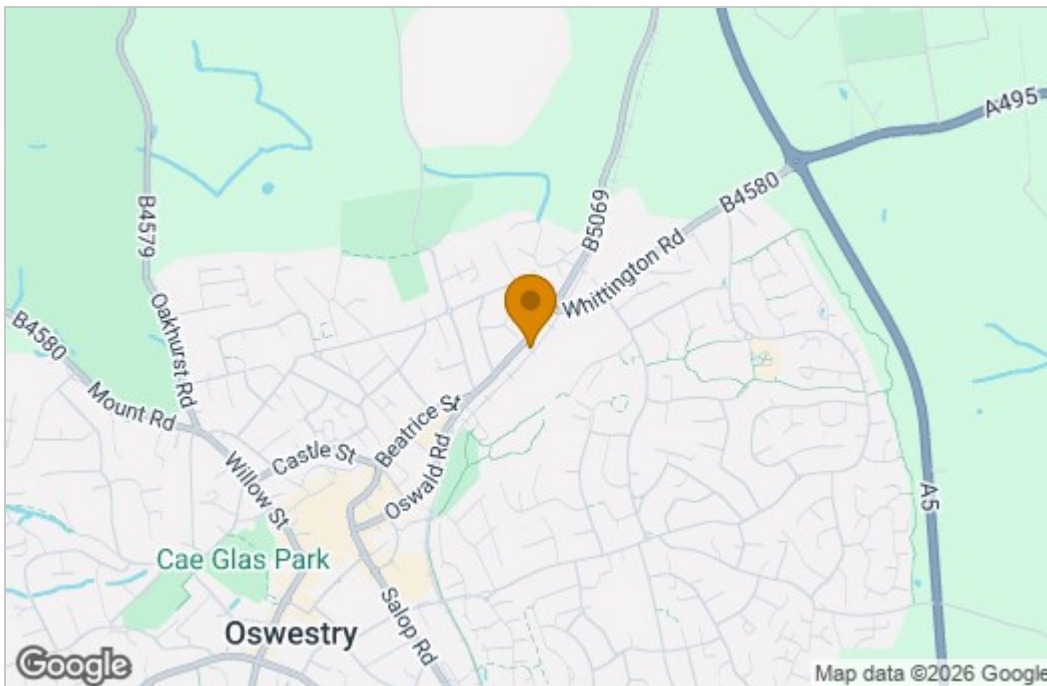 A495
B4580
B5069
B4579
Whittington Rd
Oakhurst Rd
B4580
Mount Rd
Beatrice St
Castle St
Willow St
Oswald Rd
A5
Cae Glas Park
Salop Rd
Oswestry
Google
Map data ©2026 Google